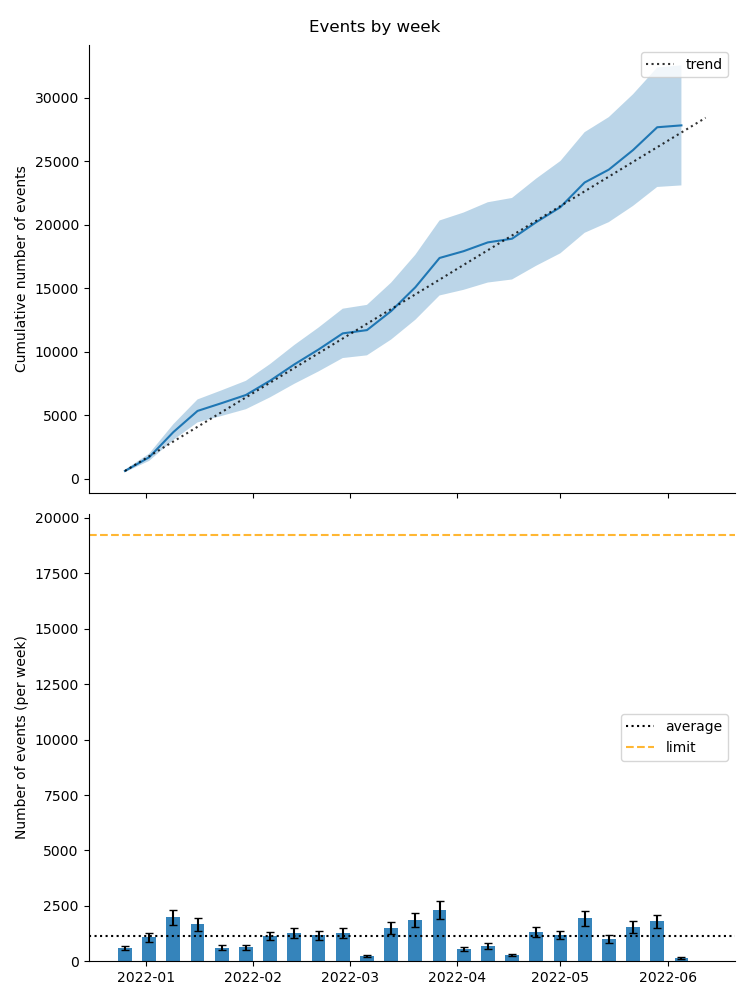 Events by week
trend
30000
25000
20000
15000
10000
5000
0
Cumulative number of events
20000
17500
15000
12500
10000
7500
5000
2500
0
Number of events (per week)
average
limit
2022-01 2022-02 2022-03 2022-04 2022-05 2022-06